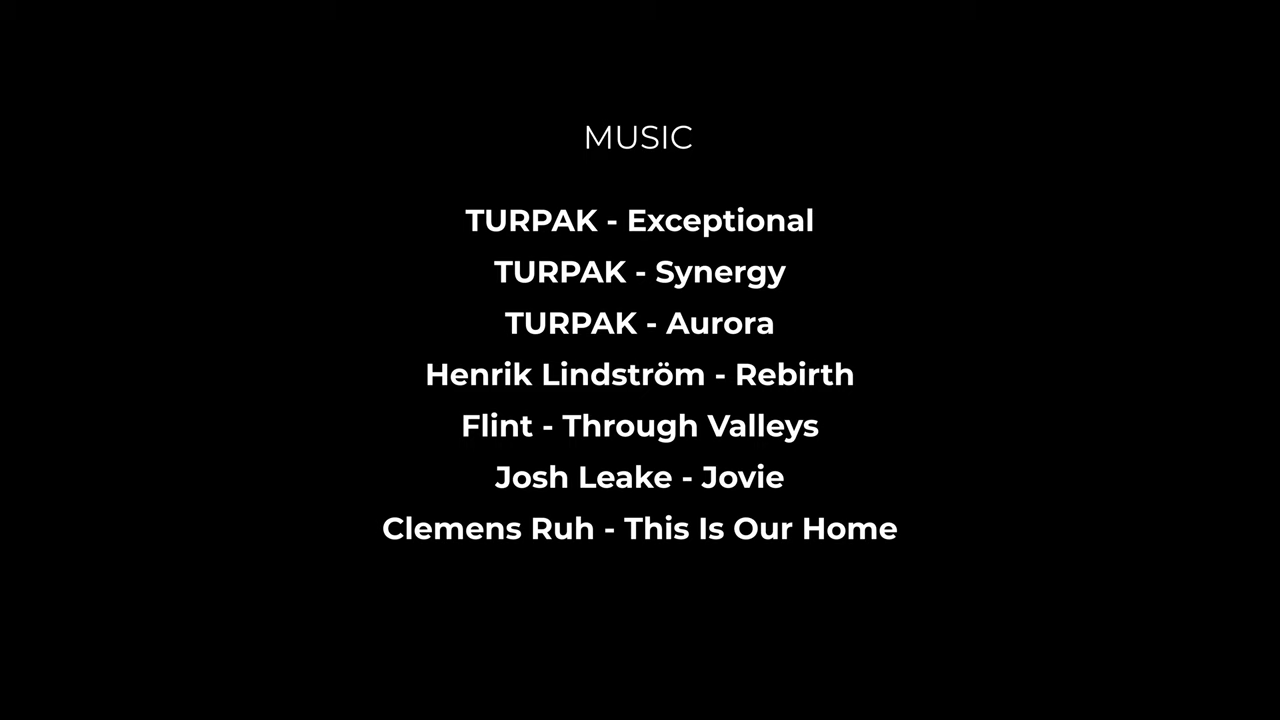 MUSIC
TURPAK - Exceptional
TURPAK - Synergy
TURPAK - Aurora
Henrik Lindström - Rebirth
Flint - Through Valleys
Josh Leake - Jovie
Clemens Ruh - This Is Our Home